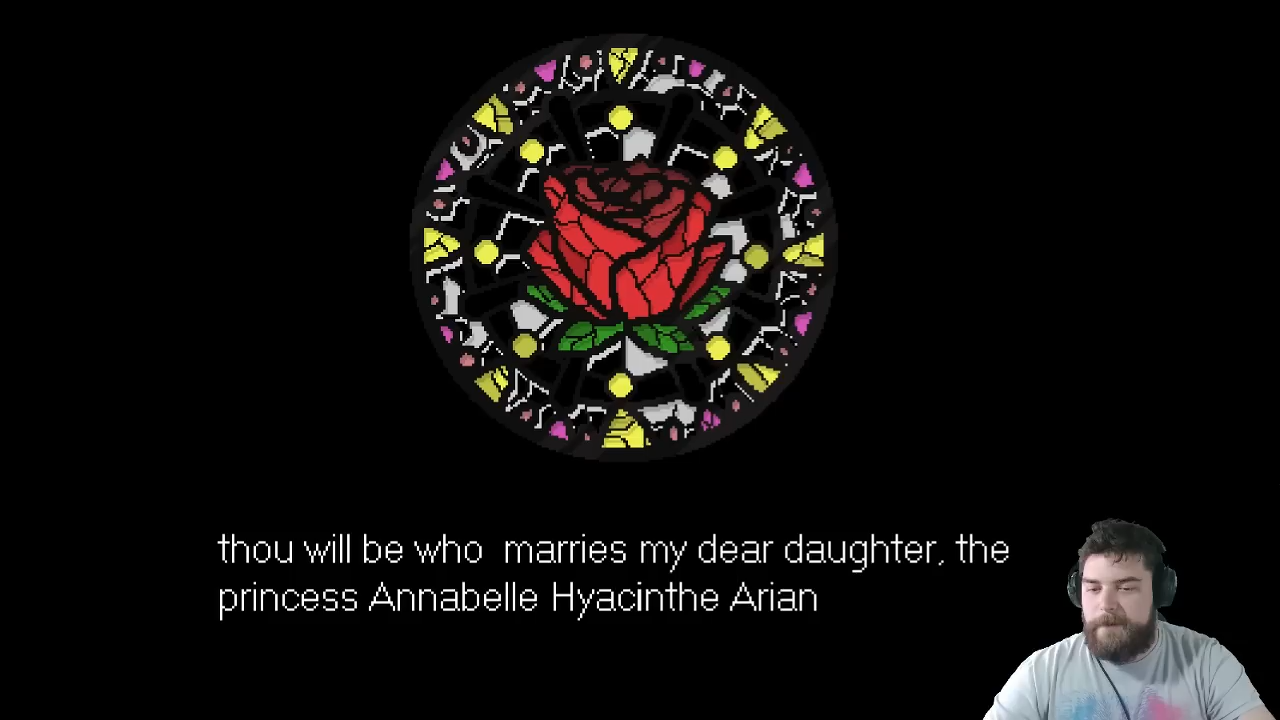 thou will be who  marries my dear daughter, the
princess Annabelle Hyacinthe Arian